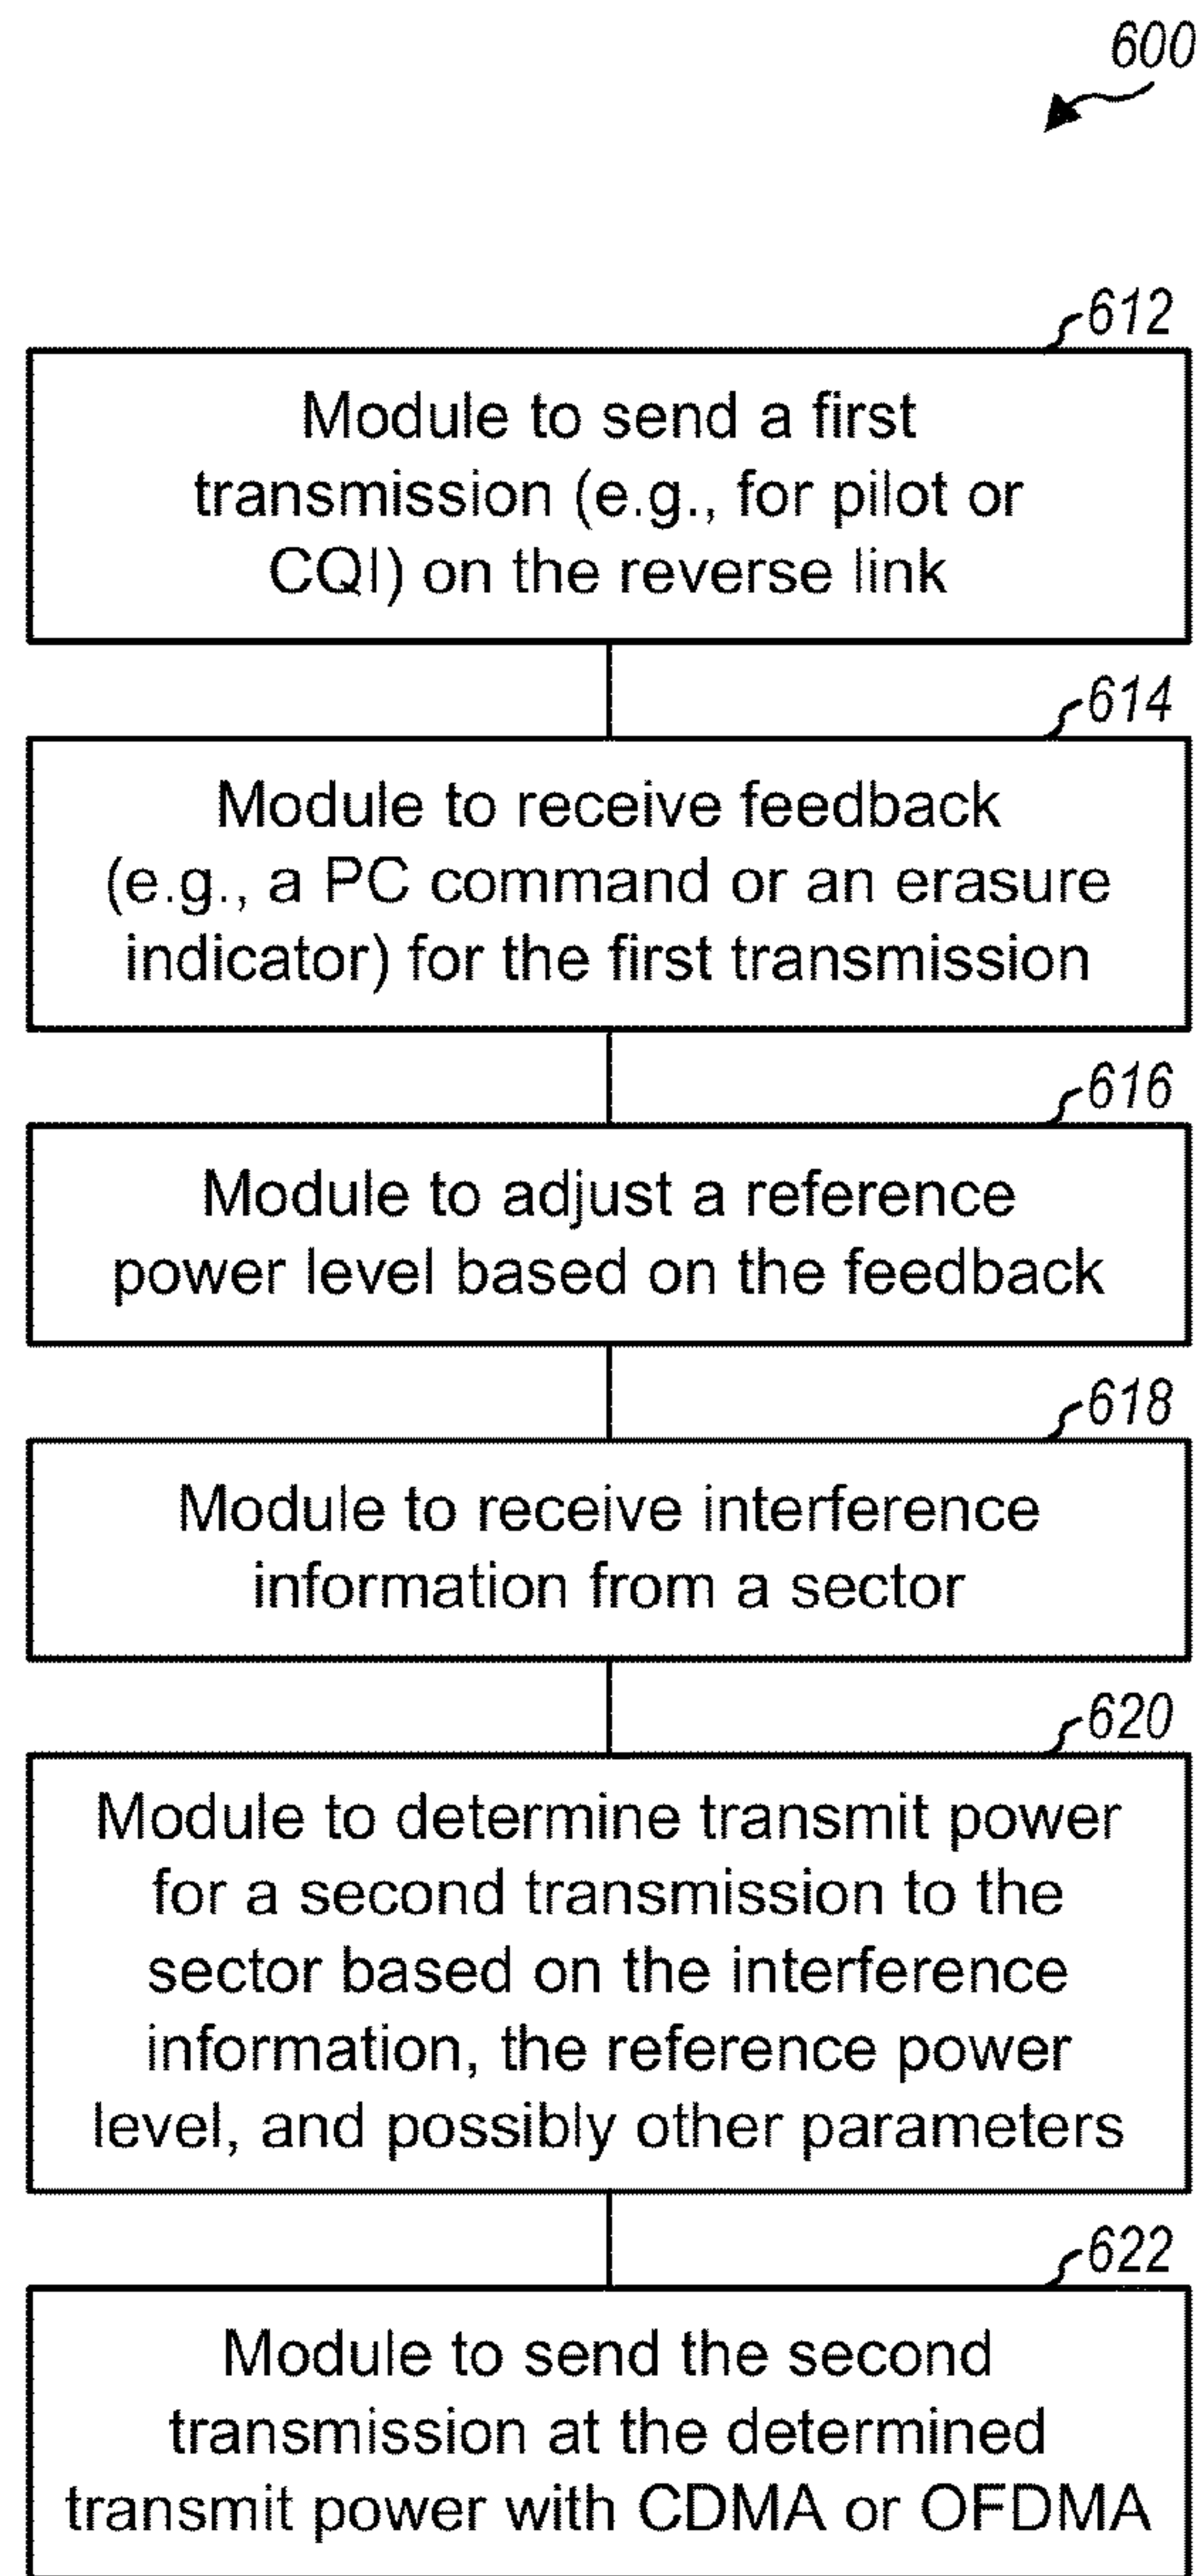 600
612
Module to send a first
transmission (e.g., for pilot or
CQI) on the reverse link
614
Module to receive feedback
(e.g., a PC command or an erasure
indicator) for the first transmission
616
Module to adjust a reference
power level based on the feedback
618
Module to receive interference
information from a sector
620
Module to determine transmit power
for a second transmission to the
sector based on the interference
information, the reference power
level, and possibly other parameters
622
Module to send the second
transmission at the determined
transmit power with CDMA or OFDMA